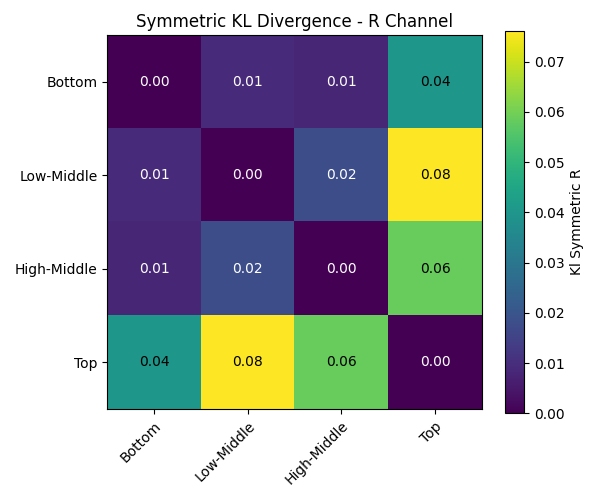 Symmetric KL Divergence - R Channel
Bottom 0.00 0.01 0.01 0.04
Low-Middle 0.01 0.00 0.02 0.08
High-Middle 0.01 0.02 0.00 0.06
Top 0.04 0.08 0.06 0.00
Bottom Low-Middle High-Middle Top
0.07
0.06
0.05
0.04
0.03
0.02
0.01
0.00
Kl Symmetric R